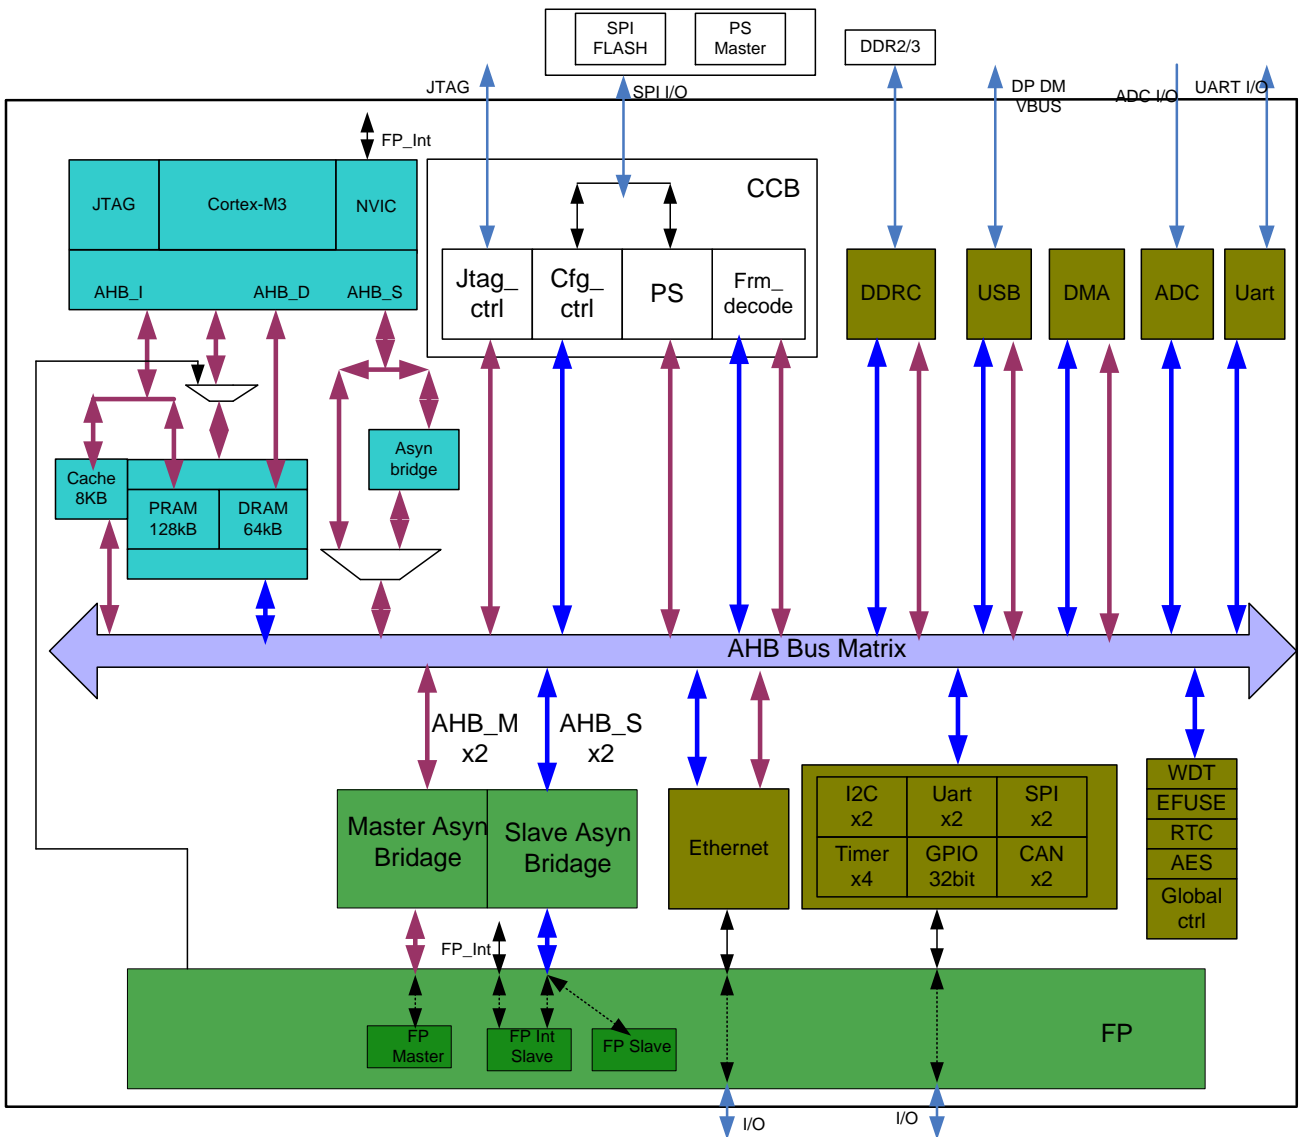 SPI
FLASH
PS
Master
DDR2/3
JTAG
SPI I/O
DP DM
VBUS
ADC I/O
UART I/O
FP_Int
JTAG
Cortex-M3
NVIC
AHB_I
AHB_D
AHB_S
CCB
Jtag_
ctrl
Cfg_
ctrl
PS
Frm_
decode
DDRC
USB
DMA
ADC
Uart
Cache
8KB
PRAM
128kB
DRAM
64kB
Asyn
bridge
AHB Bus Matrix
AHB_M
x2
AHB_S
x2
Master Asyn
Bridage
Slave Asyn
Bridage
Ethernet
I2C
x2
Uart
x2
SPI
x2
Timer
x4
GPIO
32bit
CAN
x2
WDT
EFUSE
RTC
AES
Global
ctrl
FP_Int
FP
Master
FP Int
Slave
FP Slave
FP
I/O
I/O